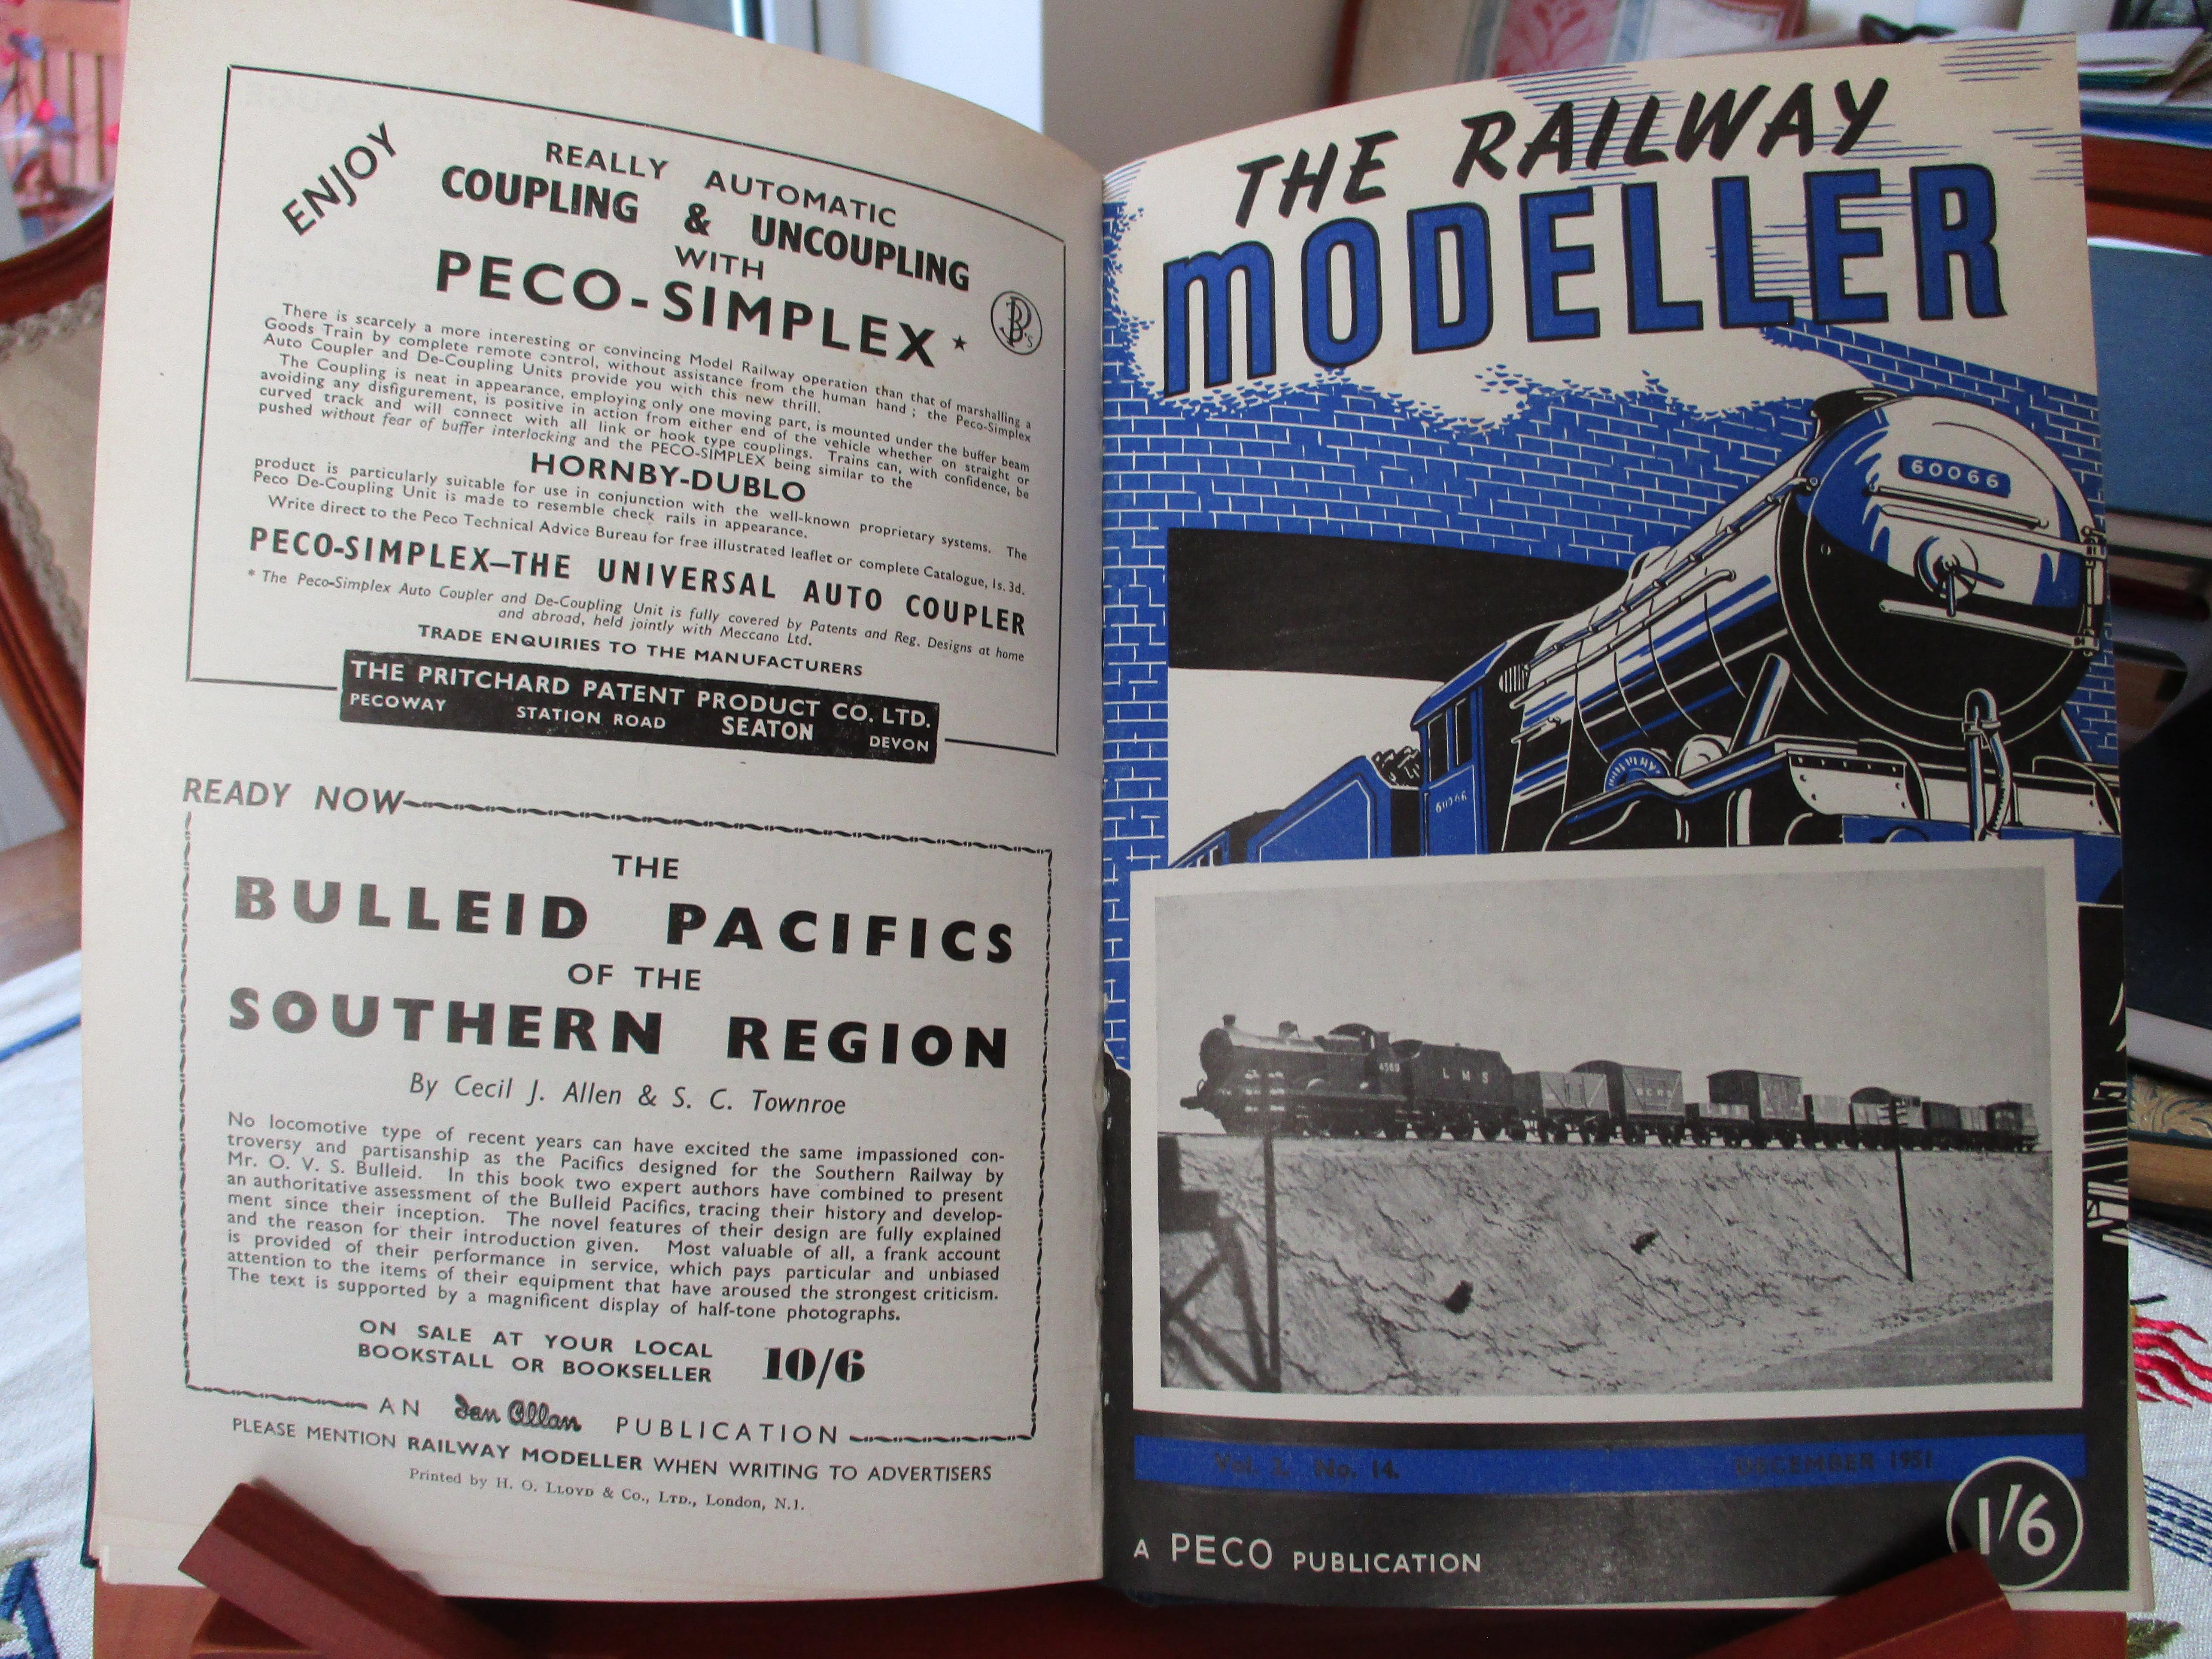 ENJOY
REALLY AUTOMATIC
COUPLING & UNCOUPLING
WITH
PECO-SIMPLEX *
There is scarcely a more interesting or convincing Model Railway operation than that of marshalling a
Goods Train by complete remote control, without assistance from the human hand; the Peco-Simplex
Auto Coupler and De-Coupling Units provide you with this new thrill.
The Coupling is neat in appearance, employing only one moving part, is mounted under the buffer beam
avoiding any disfigurement, is positive in action from either end of the vehicle whether on straight or
curved track and will connect with all link or hook type couplings. Trains can, with confidence, be
pushed without fear of buffer interlocking and the PECO-SIMPLEX being similar to the
HORNBY-DUBLO
product is particularly suitable for use in conjunction with the well-known proprietary systems. The
Peco De-Coupling Unit is made to resemble check rails in appearance.
Write direct to the Peco Technical Advice Bureau for free illustrated leaflet or complete Catalogue, 1s. 3d.
PECO-SIMPLEX—THE UNIVERSAL AUTO COUPLER
* The Peco-Simplex Auto Coupler and De-Coupling Unit is fully covered by Patents and Reg. Designs at home
and abroad, held jointly with Meccano Ltd.
TRADE ENQUIRIES TO THE MANUFACTURERS
THE PRITCHARD PATENT PRODUCT CO. LTD.
PECOWAY STATION ROAD SEATON DEVON
READY NOW
THE
BULLEID PACIFICS
OF THE
SOUTHERN REGION
By Cecil J. Allen & S. C. Townroe
No locomotive type of recent years can have excited the same impassioned con-
troversy and partisanship as the Pacifics designed for the Southern Railway by
Mr. O. V. S. Bulleid. In this book two expert authors have combined to present
an authoritative assessment of the Bulleid Pacifics, tracing their history and develop-
ment since their inception. The novel features of their design are fully explained
and the reason for their introduction given. Most valuable of all, a frank account
is provided of their performance in service, which pays particular and unbiased
attention to the items of their equipment that have aroused the strongest criticism.
The text is supported by a magnificent display of half-tone photographs.
ON SALE AT YOUR LOCAL
BOOKSTALL OR BOOKSELLER 10/6
AN Ian Allan PUBLICATION
PLEASE MENTION RAILWAY MODELLER WHEN WRITING TO ADVERTISERS
Printed by H. O. LLOYD & Co., LTD., London, N.1.
THE RAILWAY
MODELLER
60066
60066
L M S
Vol. 2. No. 14. DECEMBER 1951
1/6
A PECO PUBLICATION